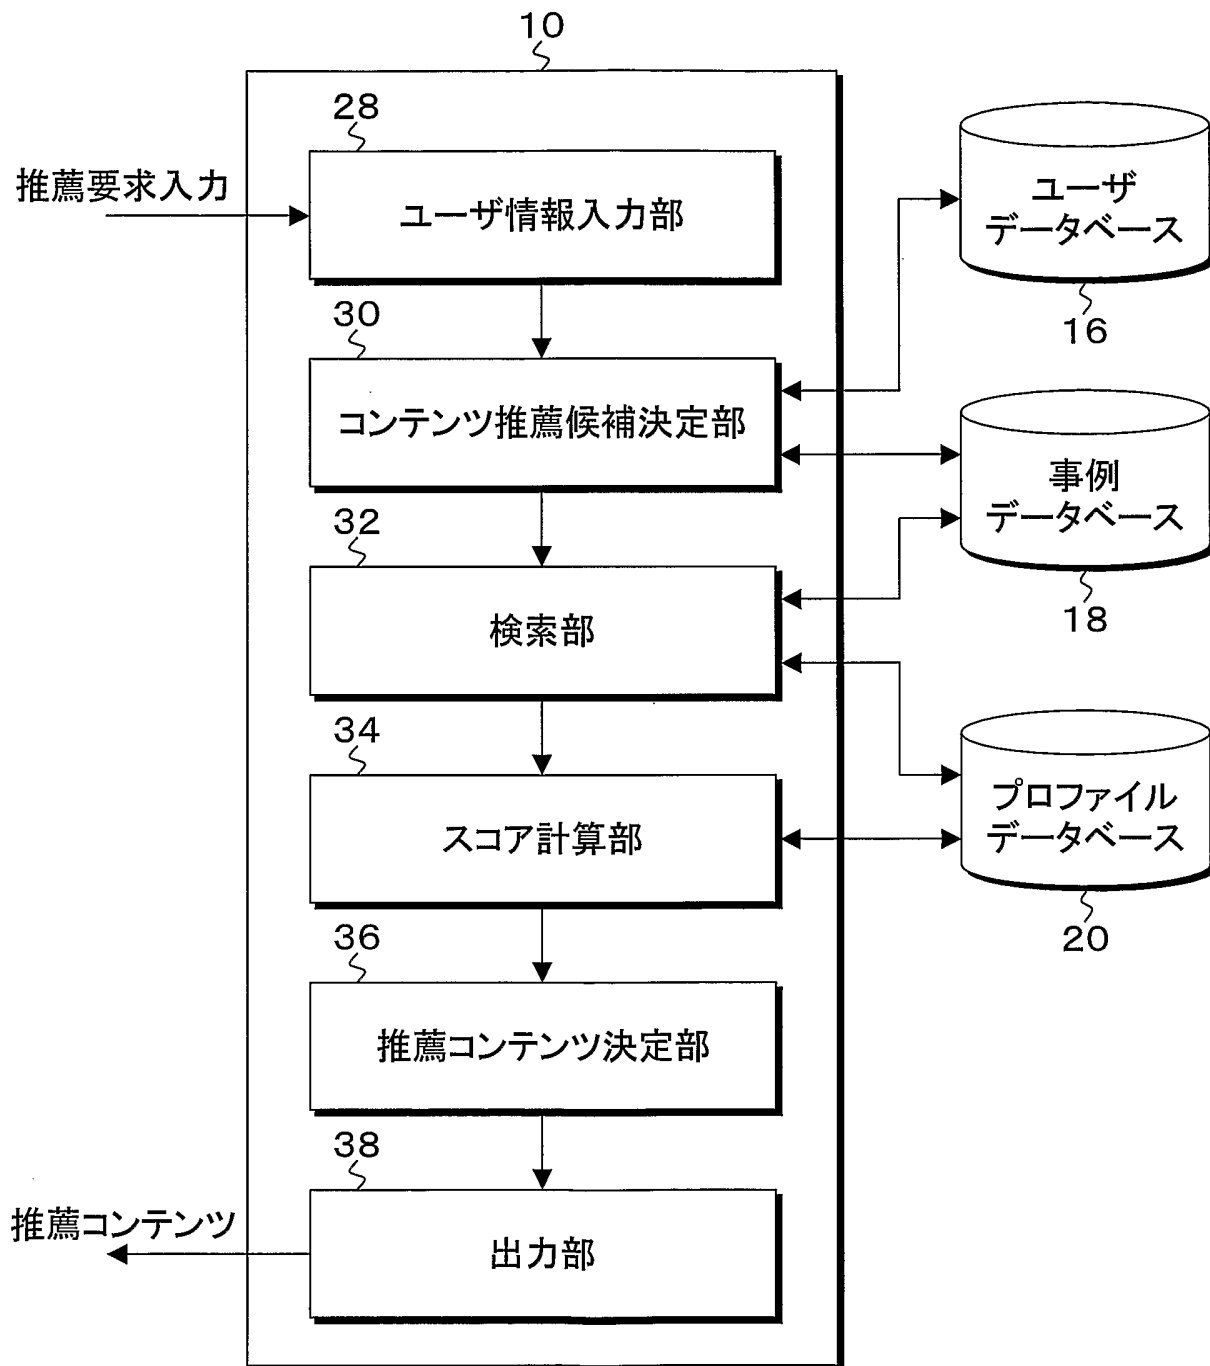 10
28
推薦要求入力
ユーザ情報入力部
ユーザ
データベース
16
30
コンテンツ推薦候補決定部
事例
データベース
18
32
検索部
34
スコア計算部
プロファイル
データベース
20
36
推薦コンテンツ決定部
38
推薦コンテンツ
出力部